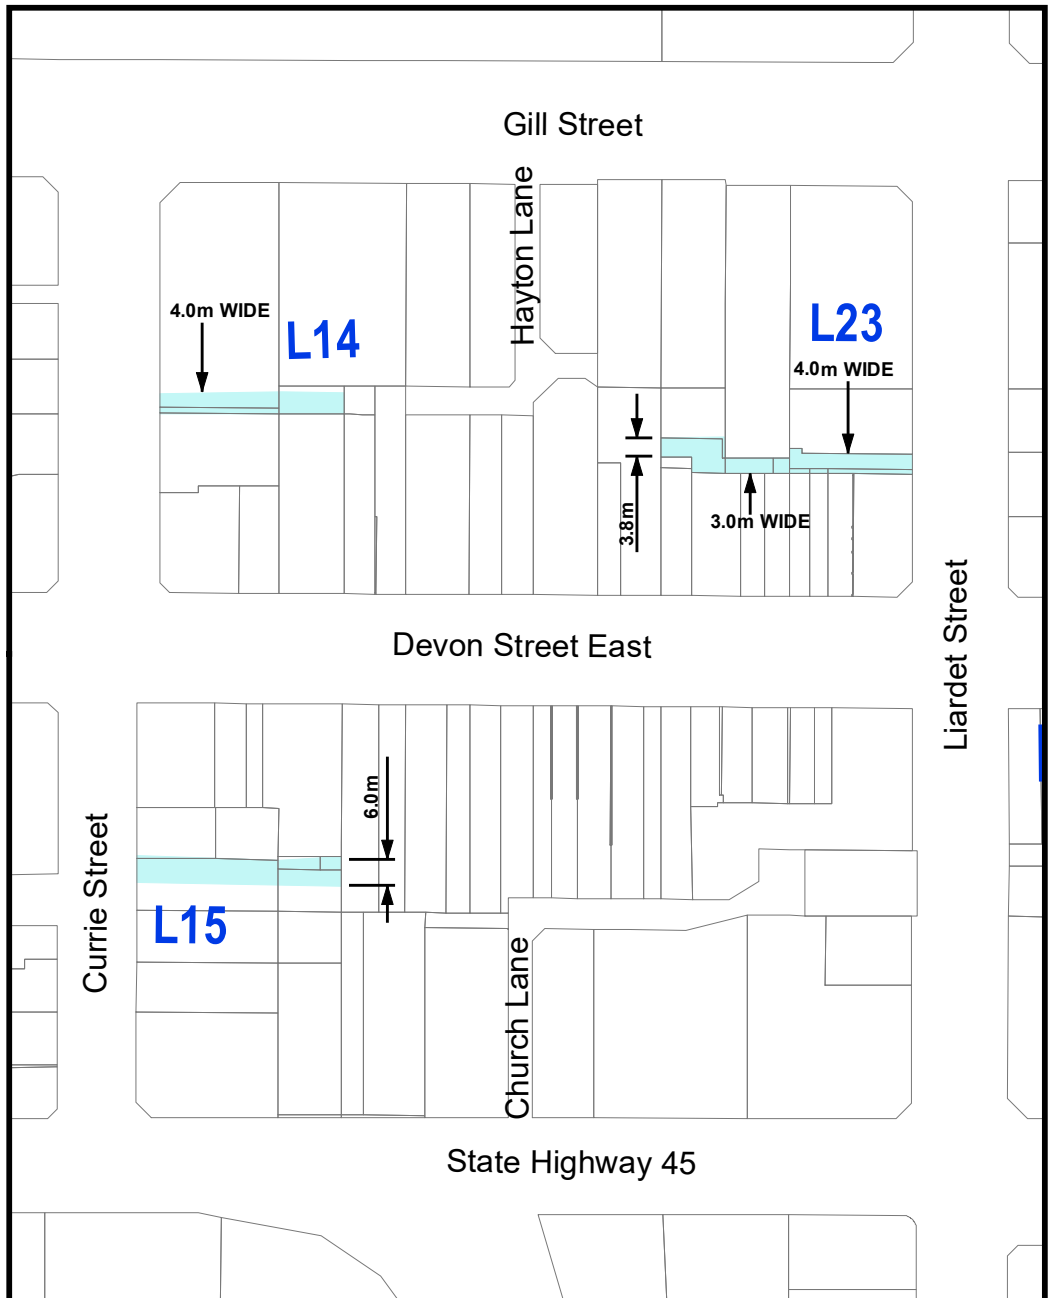 Gill Street
Hayton Lane
4.0m WIDE
L14
L23
4.0m WIDE
3.8m
3.0m WIDE
Devon Street East
Liardet Street
6.0m
Currie Street
L15
Church Lane
State Highway 45